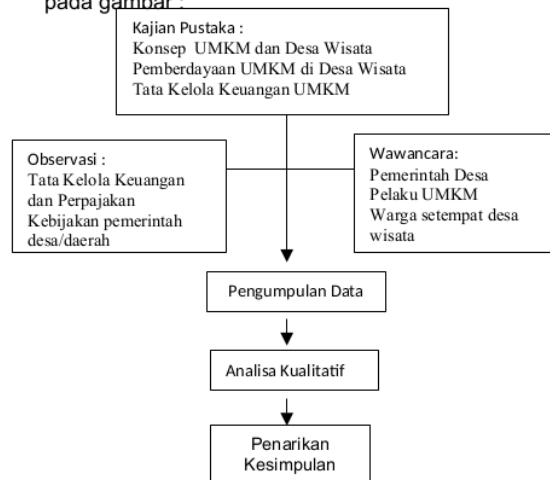 pada gambar :
Kajian Pustaka :
Konsep UMKM dan Desa Wisata
Pemberdayaan UMKM di Desa Wisata
Tata Kelola Keuangan UMKM
Observasi :
Tata Kelola Keuangan
dan Perpajakan
Kebijakan pemerintah
desa/daerah
Wawancara:
Pemerintah Desa
Pelaku UMKM
Warga setempat desa
wisata
Pengumpulan Data
Analisa Kualitatif
Penarikan
Kesimpulan